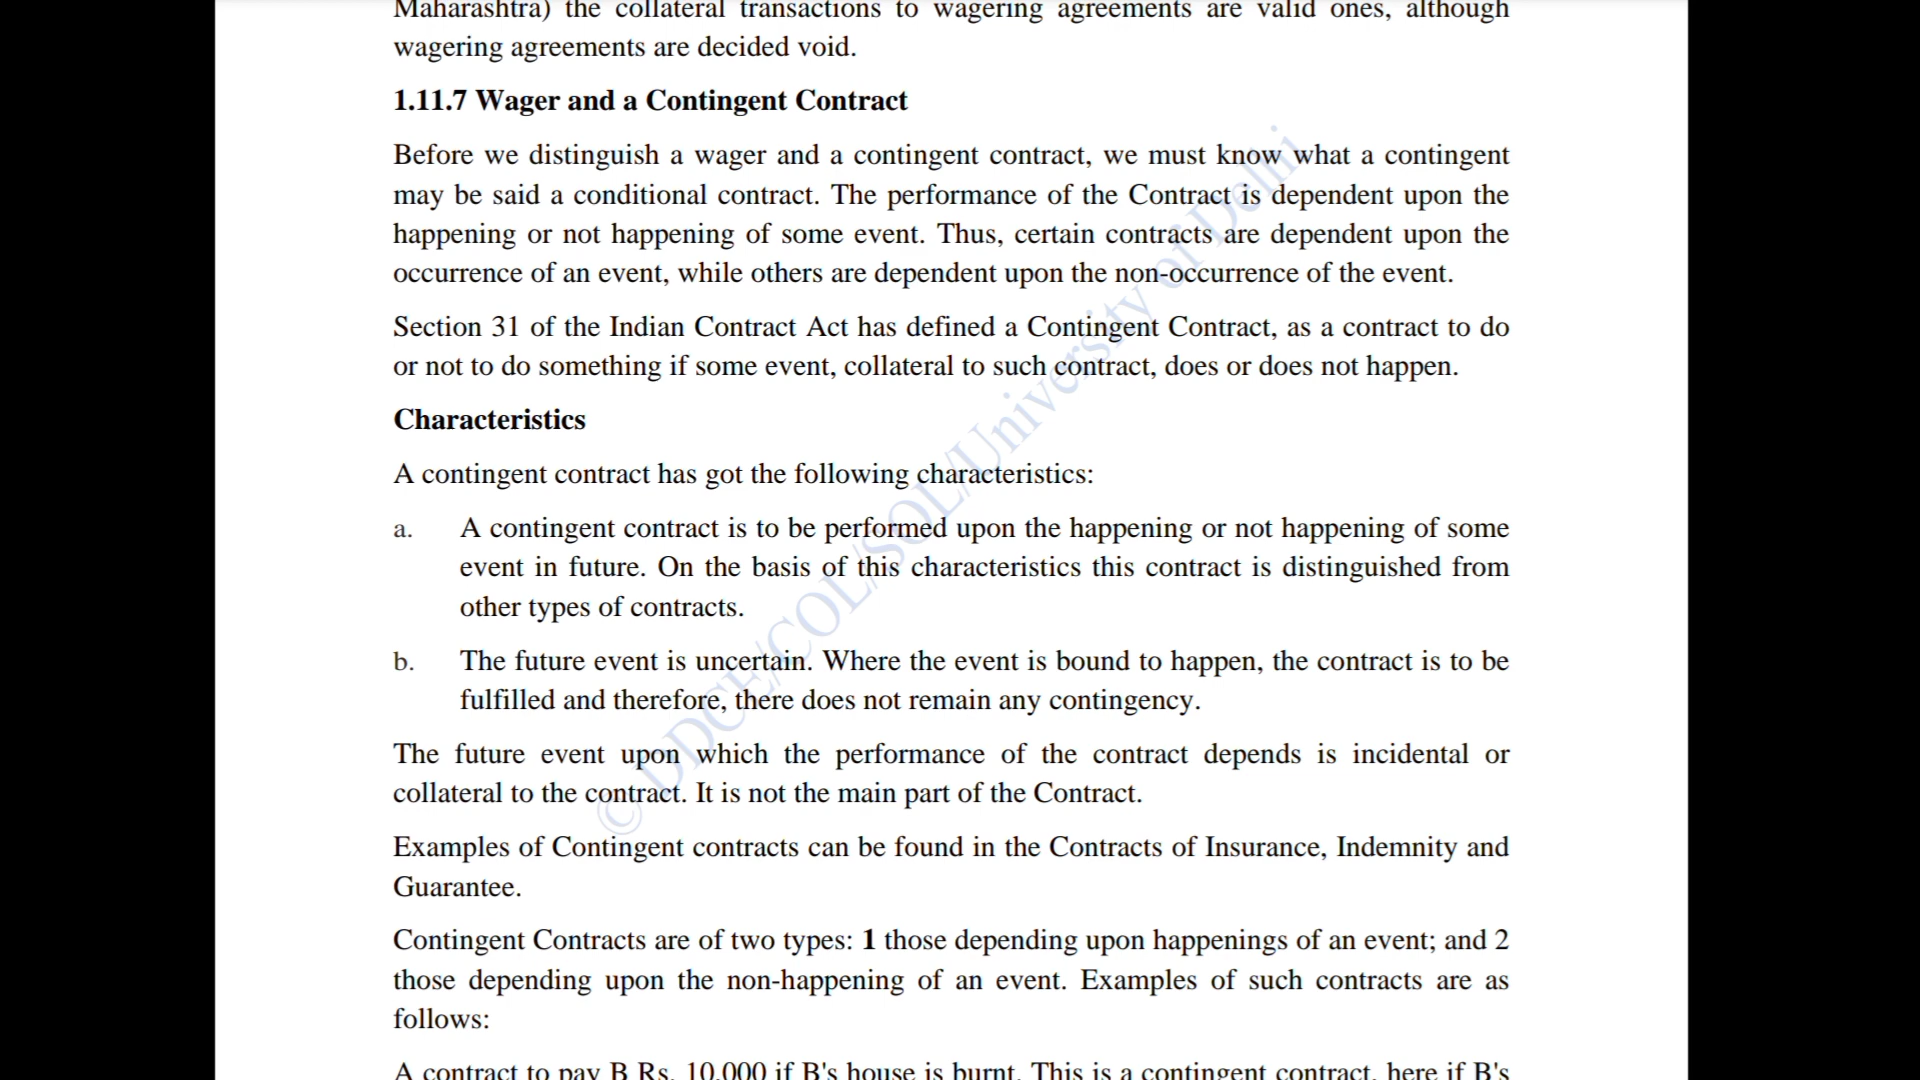 Maharashtra) the collateral transactions to wagering agreements are valid ones, although
wagering agreements are decided void.
1.11.7 Wager and a Contingent Contract
Before we distinguish a wager and a contingent contract, we must know what a contingent
may be said a conditional contract. The performance of the Contract is dependent upon the
happening or not happening of some event. Thus, certain contracts are dependent upon the
occurrence of an event, while others are dependent upon the non-occurrence of the event.
Section 31 of the Indian Contract Act has defined a Contingent Contract, as a contract to do
or not to do something if some event, collateral to such contract, does or does not happen.
Characteristics
A contingent contract has got the following characteristics:
a. A contingent contract is to be performed upon the happening or not happening of some
event in future. On the basis of this characteristics this contract is distinguished from
other types of contracts.
b. The future event is uncertain. Where the event is bound to happen, the contract is to be
fulfilled and therefore, there does not remain any contingency.
The future event upon which the performance of the contract depends is incidental or
collateral to the contract. It is not the main part of the Contract.
Examples of Contingent contracts can be found in the Contracts of Insurance, Indemnity and
Guarantee.
Contingent Contracts are of two types: 1 those depending upon happenings of an event; and 2
those depending upon the non-happening of an event. Examples of such contracts are as
follows:
A contract to pay B Rs. 10,000 if B's house is burnt. This is a contingent contract, here if B's
© DDCE/COL/SOL/University of Delhi